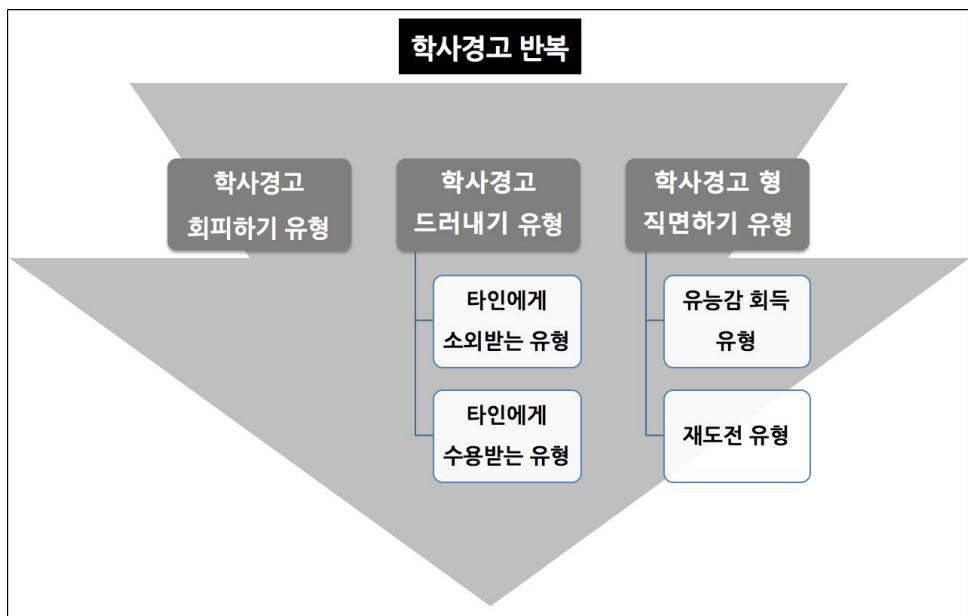 학사경고 반복
학사경고
회피하기 유형
학사경고
드러내기 유형
학사경고 형
직면하기 유형
타인에게
소외받는 유형
타인에게
수용받는 유형
유능감 회득
유형
재도전 유형